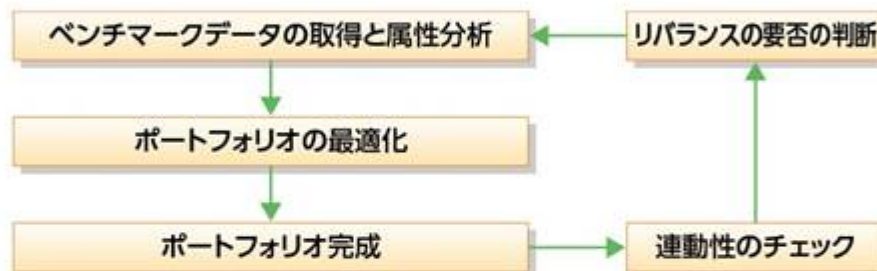 ベンチマークデータの取得と属性分析
リバランスの要否の判断
ポートフォリオの最適化
ポートフォリオ完成
連動性のチェック